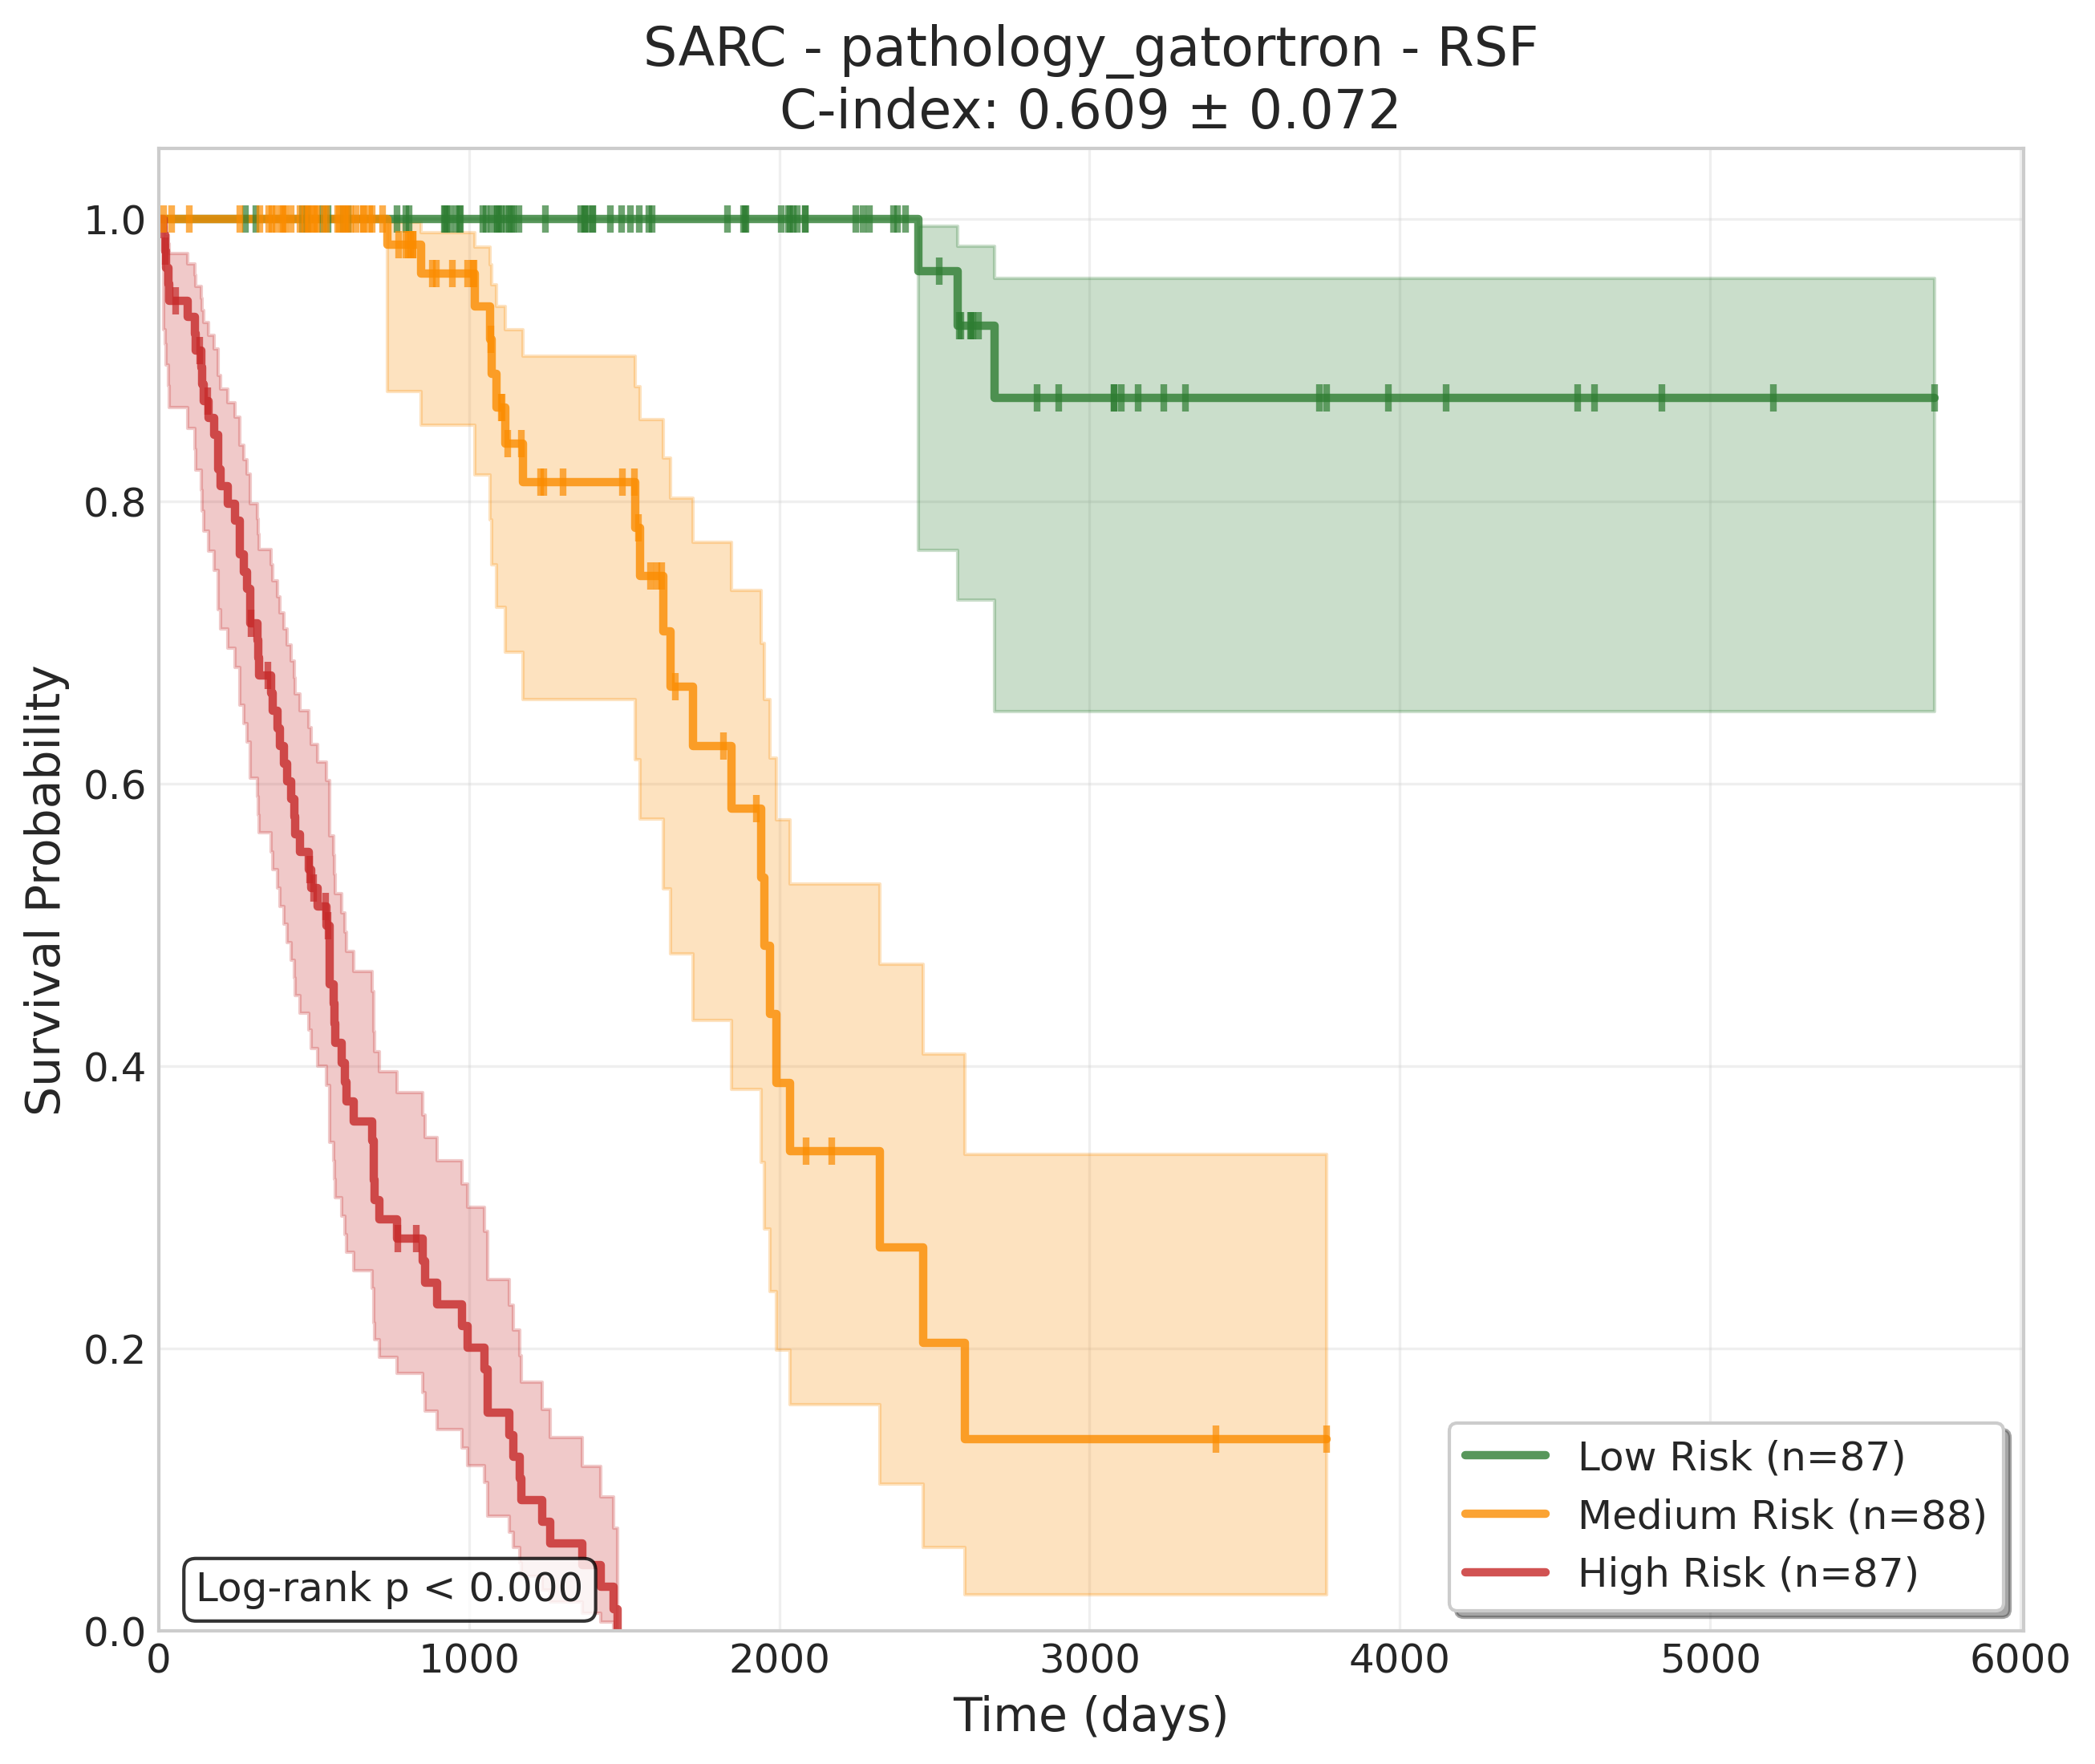 SARC - pathology_gatortron - RSF
C-index: 0.609 ± 0.072
Survival Probability
1.0
0.8
0.6
0.4
0.2
0.0
Log-rank p < 0.000
Low Risk (n=87)
Medium Risk (n=88)
High Risk (n=87)
0 1000 2000 3000 4000 5000 6000
Time (days)